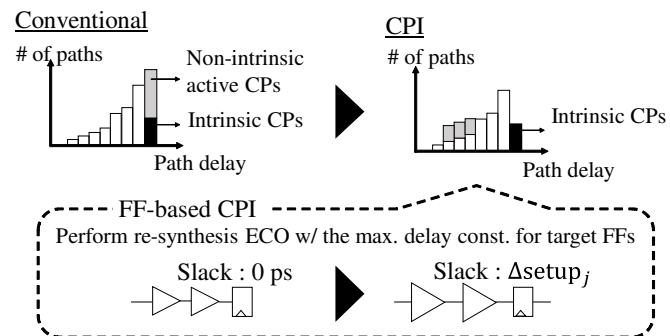 Conventional
# of paths
Non-intrinsic
active CPs
Intrinsic CPs
Path delay
CPI
# of paths
Intrinsic CPs
Path delay
FF-based CPI
Perform re-synthesis ECO w/ the max. delay const. for target FFs
Slack : 0 ps
Slack : Δsetupⱼ